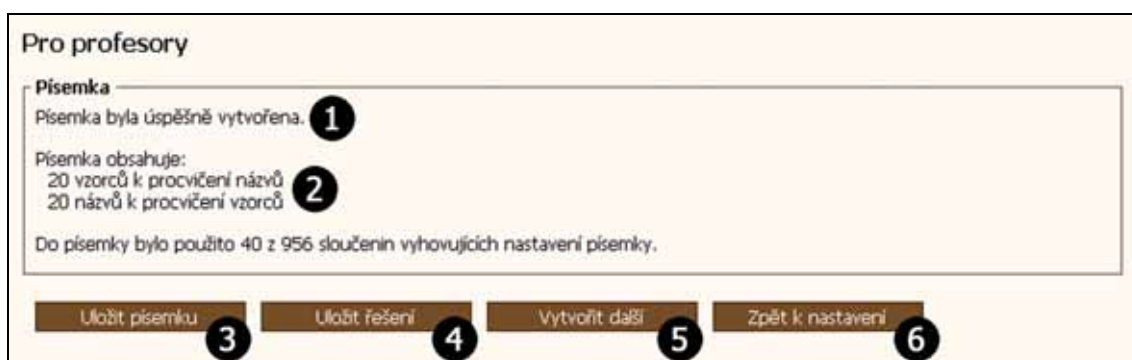 Pro profesory
Písemka
Písemka byla úspěšně vytvořena. 1
Písemka obsahuje:
20 vzorců k procvičení názvů
20 názvů k procvičení vzorců
2
Do písemky bylo použito 40 z 956 sloučenin vyhovujících nastavení písemky.
Uložit písemku 3 Uložit řešení 4 Vytvořit další 5 Zpět k nastavení 6